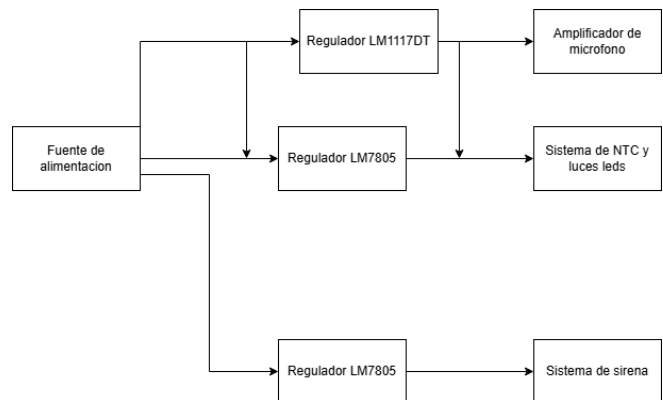 Regulador LM1117DT
Amplificador de
microfono
Fuente de
alimentacion
Regulador LM7805
Sistema de NTC y
luces leds
Regulador LM7805
Sistema de sirena